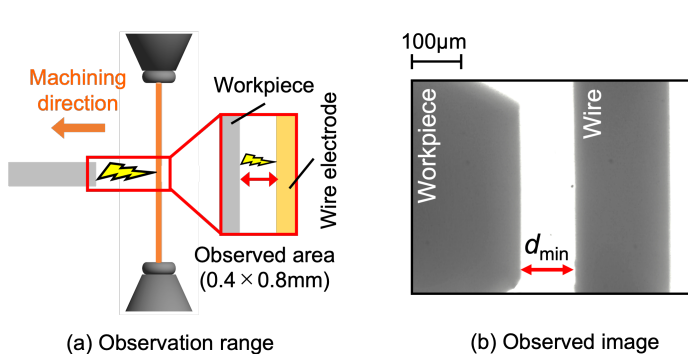 Machining
direction
Workpiece
Wire electrode
Observed area
(0.4×0.8mm)
(a) Observation range
100μm
Workpiece
Wire
dmin
(b) Observed image